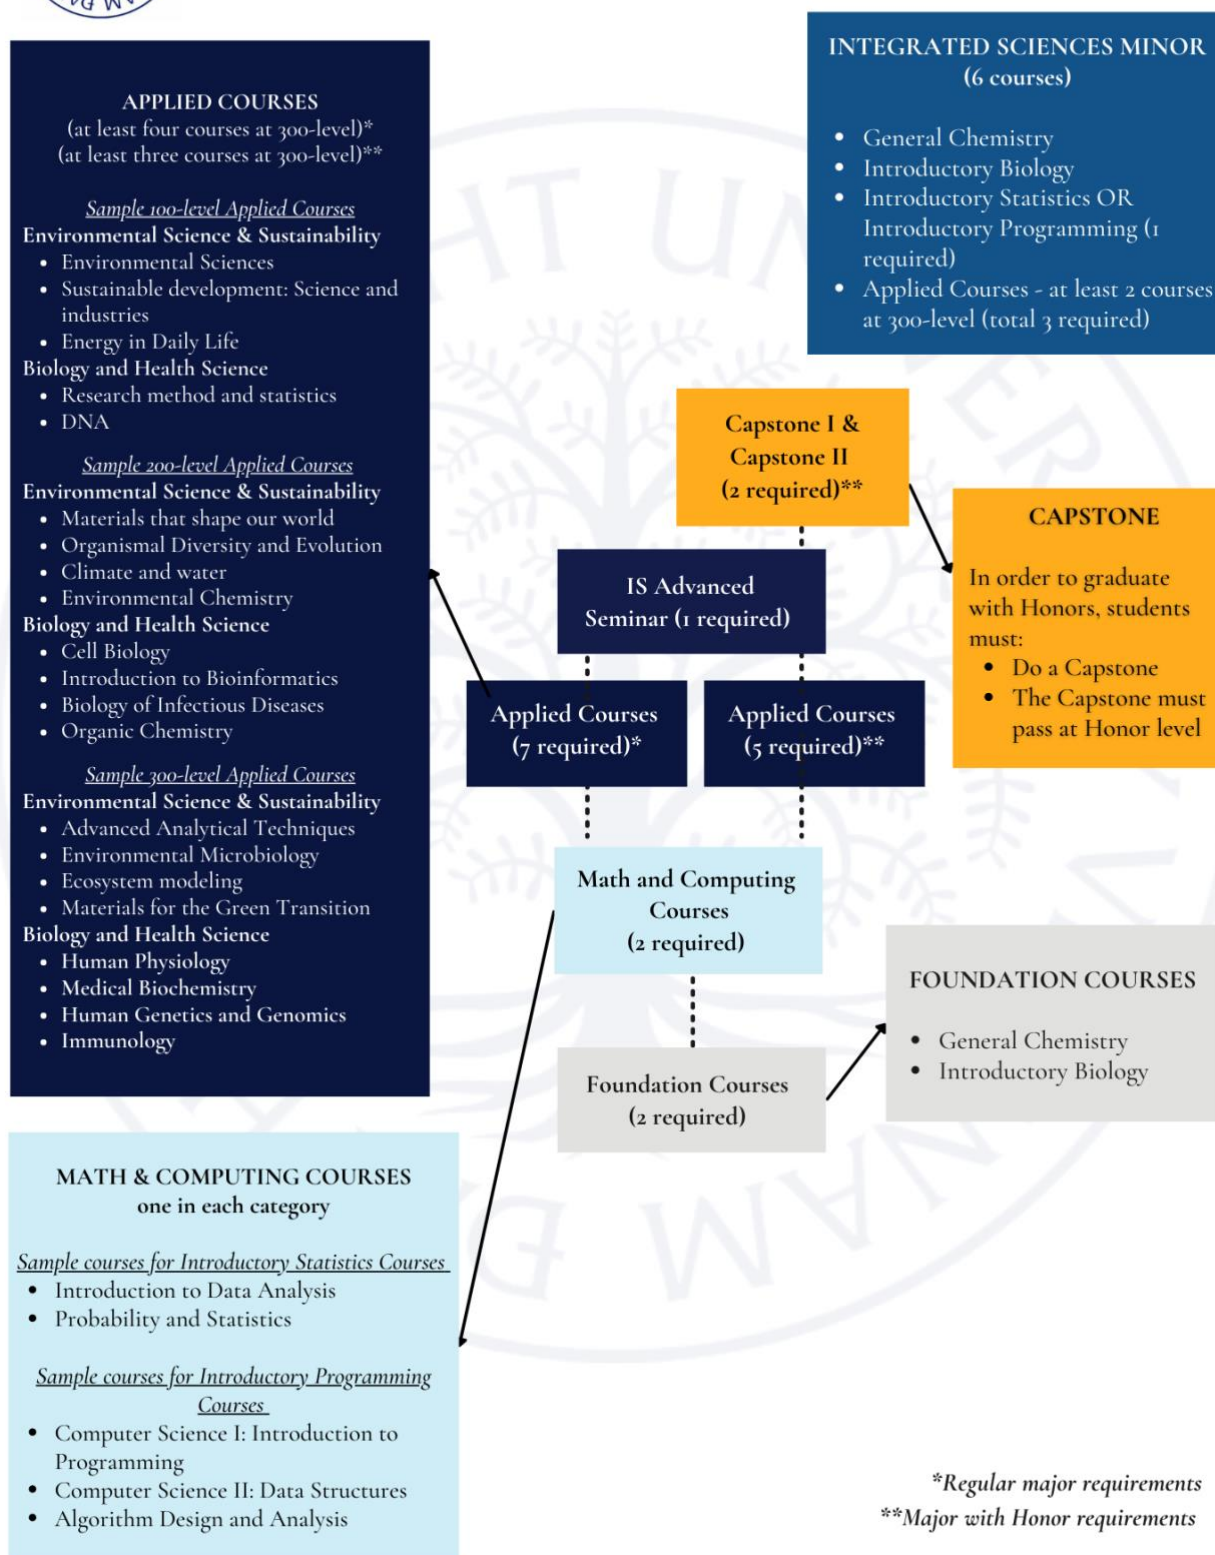 AM ĐẠ
APPLIED COURSES
(at least four courses at 300-level)*
(at least three courses at 300-level)**
Sample 100-level Applied Courses
Environmental Science & Sustainability
• Environmental Sciences
• Sustainable development: Science and
industries
• Energy in Daily Life
Biology and Health Science
• Research method and statistics
• DNA
Sample 200-level Applied Courses
Environmental Science & Sustainability
• Materials that shape our world
• Organismal Diversity and Evolution
• Climate and water
• Environmental Chemistry
Biology and Health Science
• Cell Biology
• Introduction to Bioinformatics
• Biology of Infectious Diseases
• Organic Chemistry
Sample 300-level Applied Courses
Environmental Science & Sustainability
• Advanced Analytical Techniques
• Environmental Microbiology
• Ecosystem modeling
• Materials for the Green Transition
Biology and Health Science
• Human Physiology
• Medical Biochemistry
• Human Genetics and Genomics
• Immunology
INTEGRATED SCIENCES MINOR
(6 courses)
• General Chemistry
• Introductory Biology
• Introductory Statistics OR
Introductory Programming (1
required)
• Applied Courses - at least 2 courses
at 300-level (total 3 required)
Capstone I &
Capstone II
(2 required)**
CAPSTONE
In order to graduate
with Honors, students
must:
• Do a Capstone
• The Capstone must
pass at Honor level
IS Advanced
Seminar (1 required)
Applied Courses
(7 required)*
Applied Courses
(5 required)**
Math and Computing
Courses
(2 required)
Foundation Courses
(2 required)
FOUNDATION COURSES
• General Chemistry
• Introductory Biology
MATH & COMPUTING COURSES
one in each category
Sample courses for Introductory Statistics Courses
• Introduction to Data Analysis
• Probability and Statistics
Sample courses for Introductory Programming
Courses
• Computer Science I: Introduction to
Programming
• Computer Science II: Data Structures
• Algorithm Design and Analysis
*Regular major requirements
**Major with Honor requirements